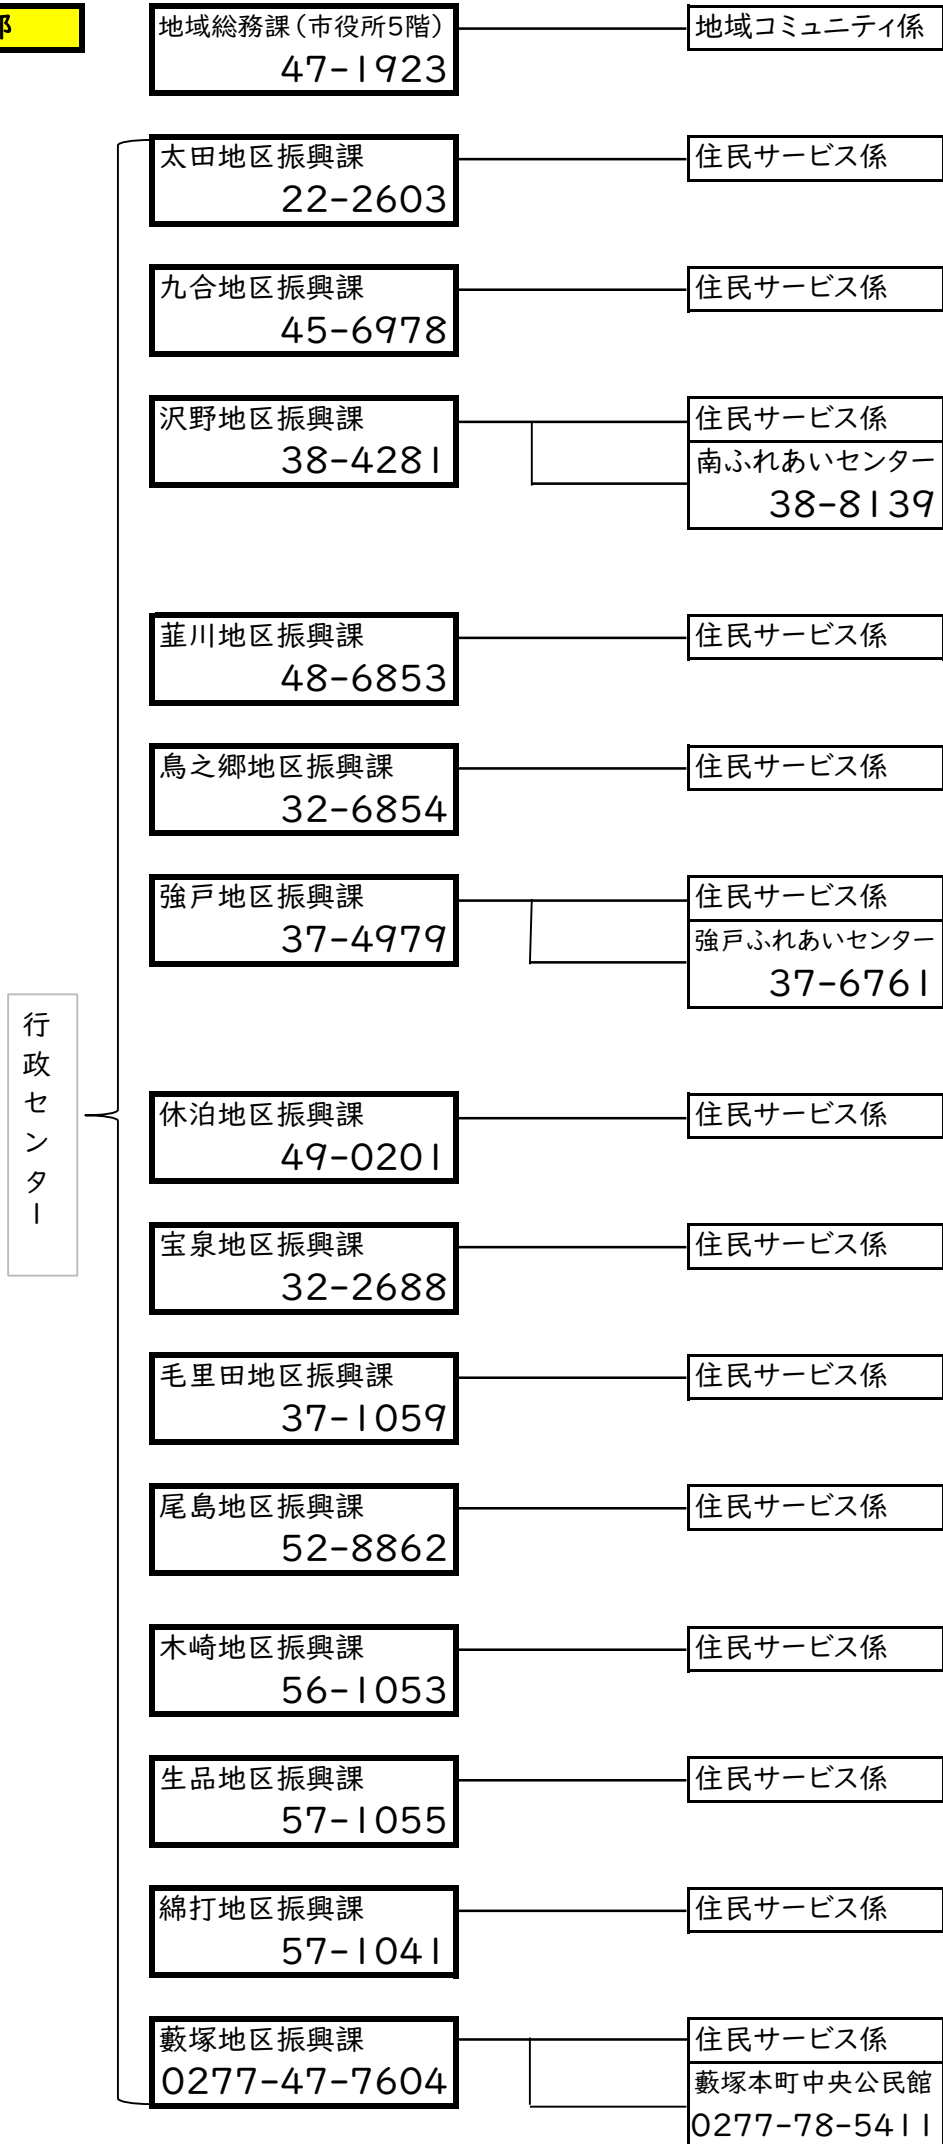 部
地域総務課(市役所5階)
47-1923
地域コミュニティ係
太田地区振興課
22-2603
住民サービス係
九合地区振興課
45-6978
住民サービス係
沢野地区振興課
38-4281
住民サービス係
南ふれあいセンター
38-8139
韮川地区振興課
48-6853
住民サービス係
鳥之郷地区振興課
32-6854
住民サービス係
強戸地区振興課
37-4979
住民サービス係
強戸ふれあいセンター
37-6761
行政センター
休泊地区振興課
49-0201
住民サービス係
宝泉地区振興課
32-2688
住民サービス係
毛里田地区振興課
37-1059
住民サービス係
尾島地区振興課
52-8862
住民サービス係
木崎地区振興課
56-1053
住民サービス係
生品地区振興課
57-1055
住民サービス係
綿打地区振興課
57-1041
住民サービス係
藪塚地区振興課
0277-47-7604
住民サービス係
藪塚本町中央公民館
0277-78-5411